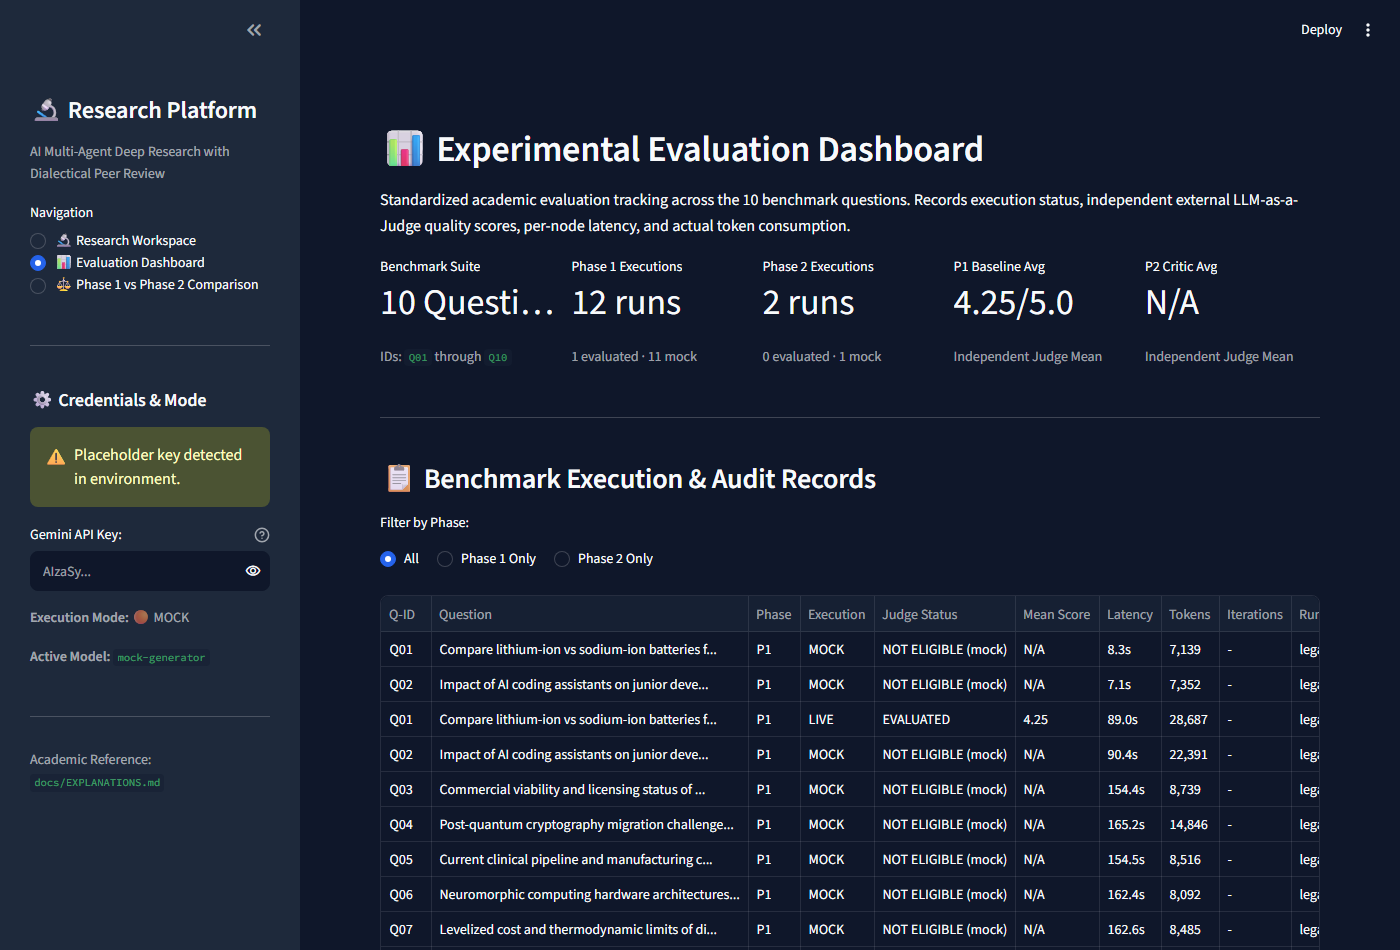 Deploy
Research Platform
AI Multi-Agent Deep Research with
Dialectical Peer Review
Navigation
Research Workspace
Evaluation Dashboard
Phase 1 vs Phase 2 Comparison
Credentials & Mode
Placeholder key detected
in environment.
Gemini API Key:
AIzaSy...
Execution Mode: MOCK
Active Model: mock-generator
Academic Reference:
docs/EXPLANATIONS.md
Experimental Evaluation Dashboard
Standardized academic evaluation tracking across the 10 benchmark questions. Records execution status, independent external LLM-as-a-
Judge quality scores, per-node latency, and actual token consumption.
Benchmark Suite Phase 1 Executions Phase 2 Executions P1 Baseline Avg P2 Critic Avg
10 Questi... 12 runs 2 runs 4.25/5.0 N/A
IDs: Q01 through Q10 1 evaluated · 11 mock 0 evaluated · 1 mock Independent Judge Mean Independent Judge Mean
Benchmark Execution & Audit Records
Filter by Phase:
All Phase 1 Only Phase 2 Only
Q-ID Question Phase Execution Judge Status Mean Score Latency Tokens Iterations Rur
Q01 Compare lithium-ion vs sodium-ion batteries f... P1 MOCK NOT ELIGIBLE (mock) N/A 8.3s 7,139 - lega
Q02 Impact of AI coding assistants on junior deve... P1 MOCK NOT ELIGIBLE (mock) N/A 7.1s 7,352 - lega
Q01 Compare lithium-ion vs sodium-ion batteries f... P1 LIVE EVALUATED 4.25 89.0s 28,687 - lega
Q02 Impact of AI coding assistants on junior deve... P1 MOCK NOT ELIGIBLE (mock) N/A 90.4s 22,391 - lega
Q03 Commercial viability and licensing status of ... P1 MOCK NOT ELIGIBLE (mock) N/A 154.4s 8,739 - lega
Q04 Post-quantum cryptography migration challenge... P1 MOCK NOT ELIGIBLE (mock) N/A 165.2s 14,846 - lega
Q05 Current clinical pipeline and manufacturing c... P1 MOCK NOT ELIGIBLE (mock) N/A 154.5s 8,516 - lega
Q06 Neuromorphic computing hardware architectures... P1 MOCK NOT ELIGIBLE (mock) N/A 162.4s 8,092 - lega
Q07 Levelized cost and thermodynamic limits of di... P1 MOCK NOT ELIGIBLE (mock) N/A 162.6s 8,485 - lega